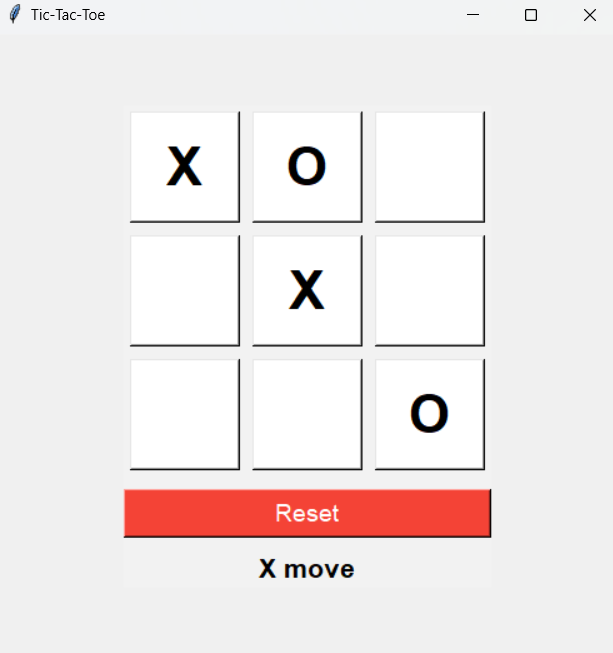 Tic-Tac-Toe
X O
X
O
Reset
X move